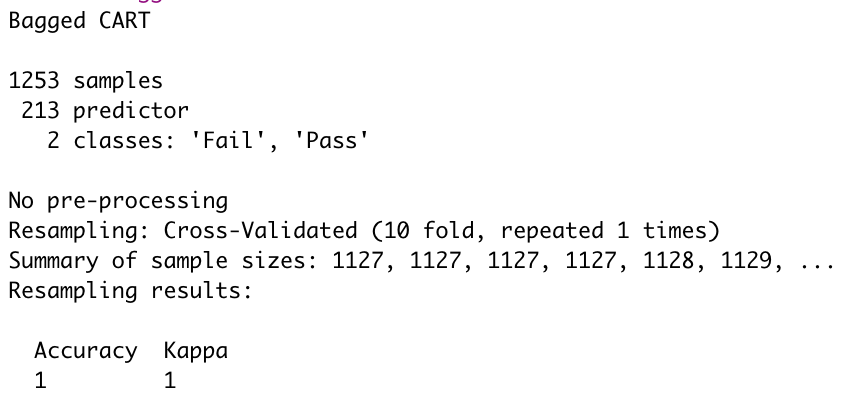 Bagged CART
1253 samples
213 predictor
2 classes: 'Fail', 'Pass'
No pre-processing
Resampling: Cross-Validated (10 fold, repeated 1 times)
Summary of sample sizes: 1127, 1127, 1127, 1127, 1128, 1129, ...
Resampling results:
Accuracy Kappa
1 1